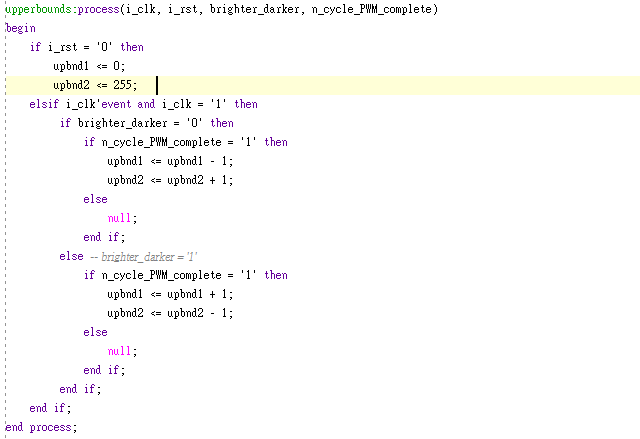 upperbounds:process(i_clk, i_rst, brighter_darker, n_cycle_PWM_complete)
begin
    if i_rst = '0' then
        upbnd1 <= 0;
        upbnd2 <= 255;
    elsif i_clk'event and i_clk = '1' then
        if brighter_darker = '0' then
            if n_cycle_PWM_complete = '1' then
                upbnd1 <= upbnd1 - 1;
                upbnd2 <= upbnd2 + 1;
            else
                null;
            end if;
        else -- brighter_darker = '1'
            if n_cycle_PWM_complete = '1' then
                upbnd1 <= upbnd1 + 1;
                upbnd2 <= upbnd2 - 1;
            else
                null;
            end if;
        end if;
    end if;
end process;